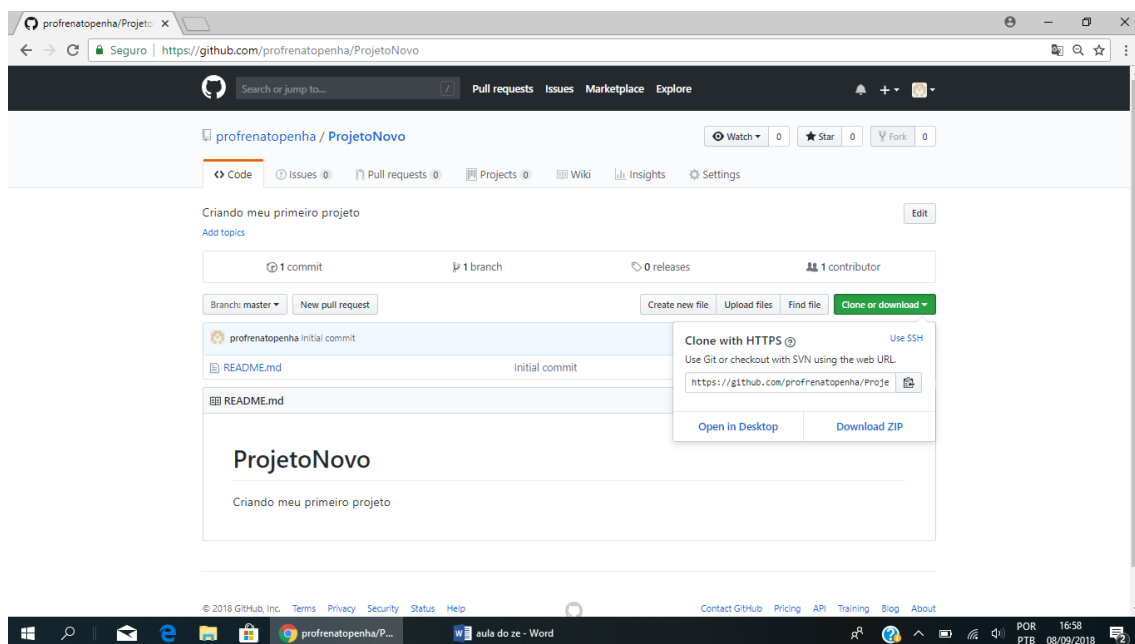 profrenatopenha/Projeto
Seguro | https://github.com/profrenatopenha/ProjetoNovo
Search or jump to... / Pull requests Issues Marketplace Explore
profrenatopenha / ProjetoNovo Watch 0 Star 0 Fork 0
Code Issues 0 Pull requests 0 Projects 0 Wiki Insights Settings
Criando meu primeiro projeto Edit
Add topics
1 commit 1 branch 0 releases 1 contributor
Branch: master New pull request Create new file Upload files Find file Clone or download
profrenatopenha Initial commit
README.md Initial commit
Clone with HTTPS Use SSH
Use Git or checkout with SVN using the web URL.
https://github.com/profrenatopenha/Proje
Open in Desktop Download ZIP
README.md
ProjetoNovo
Criando meu primeiro projeto
© 2018 GitHub, Inc. Terms Privacy Security Status Help Contact GitHub Pricing API Training Blog About
profrenatopenha/P... aula do ze - Word POR 16:58
PTB 08/09/2018 2